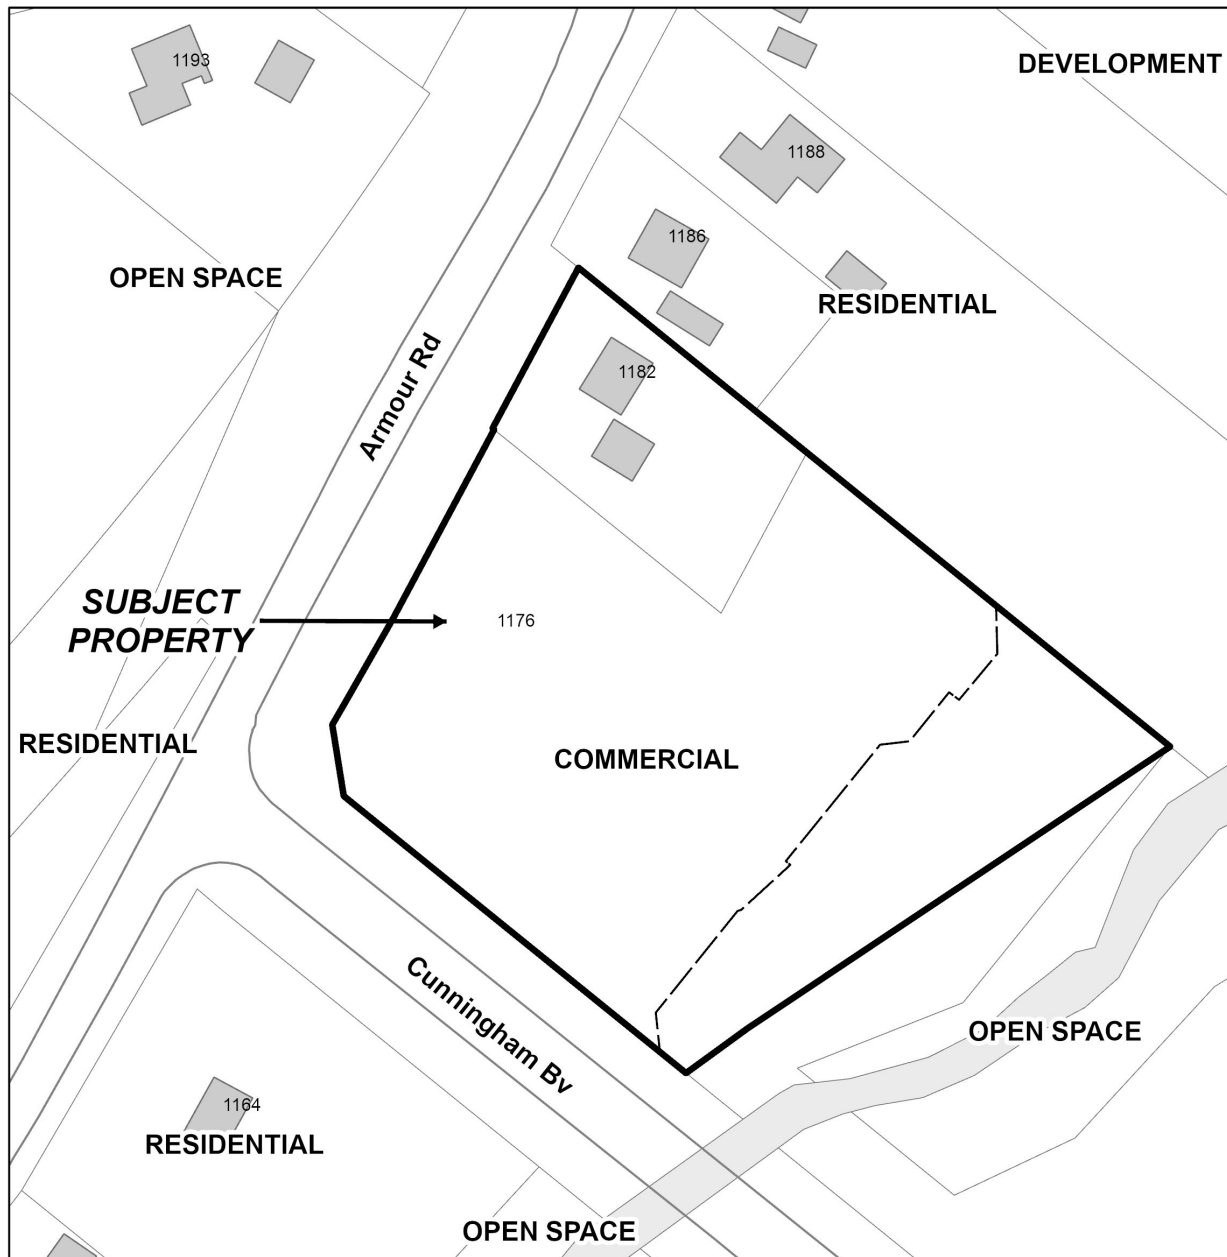 1193
DEVELOPMENT
1188
1186
OPEN SPACE
RESIDENTIAL
Armour Rd
1182
SUBJECT
PROPERTY
1176
RESIDENTIAL
COMMERCIAL
Cunningham Bv
OPEN SPACE
1164
RESIDENTIAL
OPEN SPACE